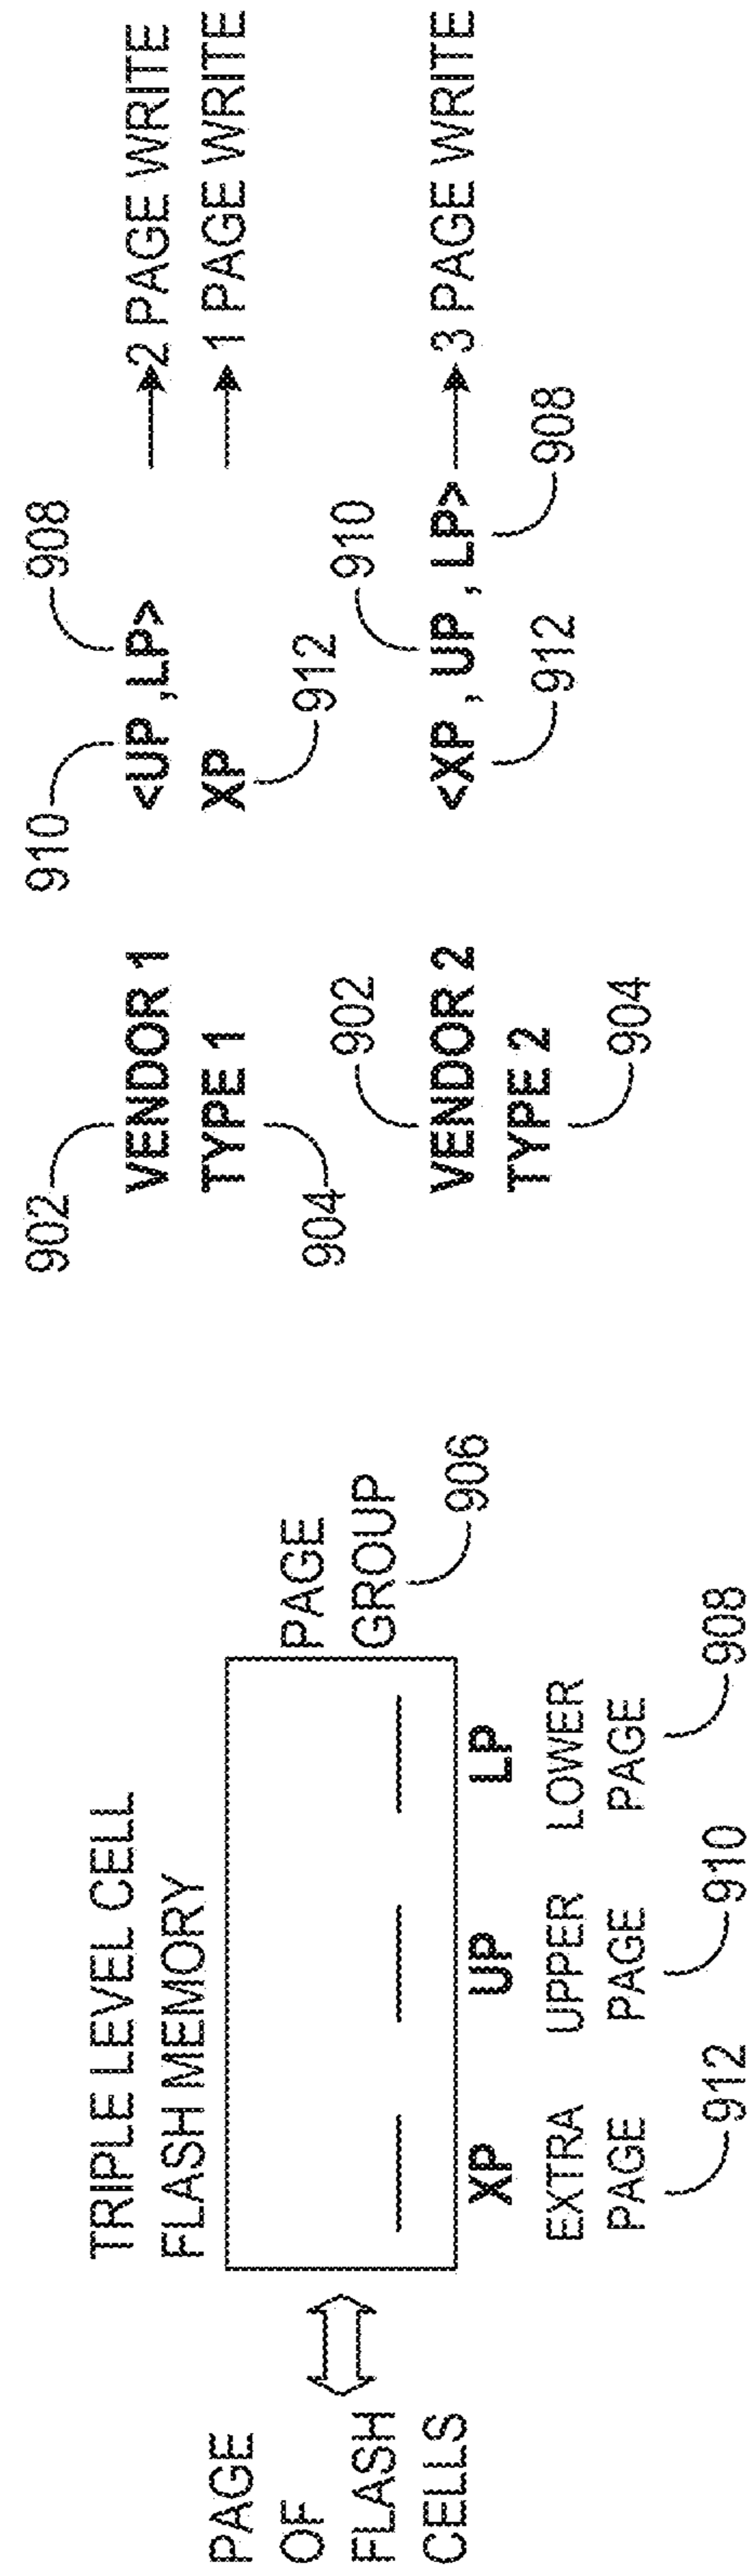 TRIPLE LEVEL CELL
FLASH MEMORY
PAGE
OF
FLASH
CELLS
PAGE
GROUP
906
XP
UP
LP
EXTRA
PAGE
UPPER
PAGE
LOWER
PAGE
912
910
908
902
VENDOR 1
TYPE 1
904
910
908
<UP ,LP>
2 PAGE WRITE
XP
1 PAGE WRITE
912
902
VENDOR 2
TYPE 2
904
910
<XP , UP , LP>
3 PAGE WRITE
912
908